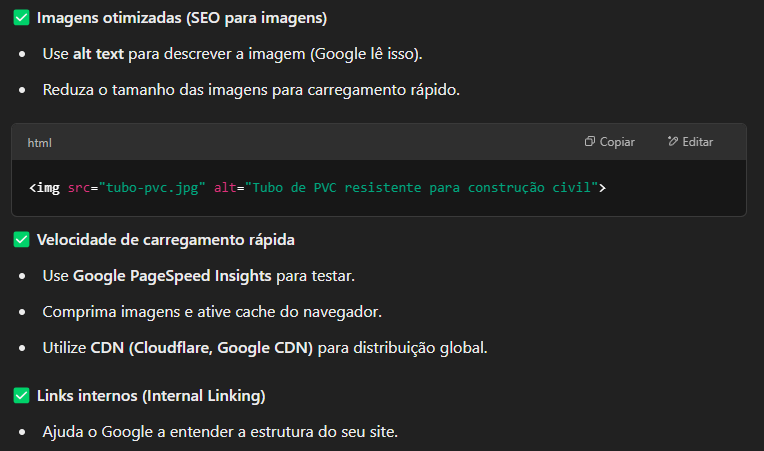 ✅ Imagens otimizadas (SEO para imagens)
• Use alt text para descrever a imagem (Google lê isso).
• Reduza o tamanho das imagens para carregamento rápido.
html Copiar Editar
<img src="tubo-pvc.jpg" alt="Tubo de PVC resistente para construção civil">
✅ Velocidade de carregamento rápida
• Use Google PageSpeed Insights para testar.
• Comprima imagens e ative cache do navegador.
• Utilize CDN (Cloudflare, Google CDN) para distribuição global.
✅ Links internos (Internal Linking)
• Ajuda o Google a entender a estrutura do seu site.